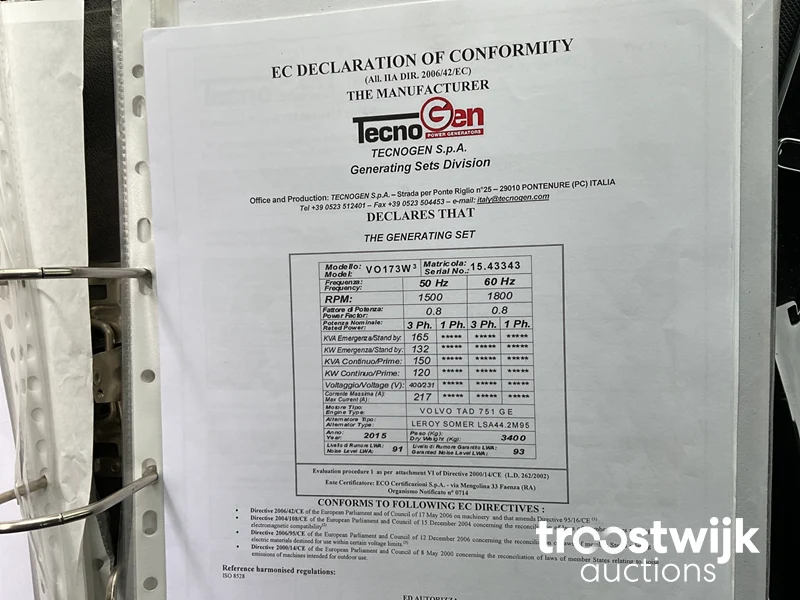 EC DECLARATION OF CONFORMITY
(All. IIA DIR. 2006/42/EC)
THE MANUFACTURER
TecnoGen
POWER GENERATORS
TECNOGEN S.p.A.
Generating Sets Division
Office and Production: TECNOGEN S.p.A. – Strada per Ponte Riglio n°25 – 29010 PONTENURE (PC) ITALIA
Tel +39 0523 512401 – Fax +39 0523 504453 – e-mail: italy@tecnogen.com
DECLARES THAT
THE GENERATING SET
Modello: Model: VO173W³ Matricola: Serial No.: 15.43343
Frequenza: Frequency: 50 Hz 60 Hz
RPM: 1500 1800
Fattore di Potenza: Power Factor: 0.8 0.8
Potenza Nominale: Rated Power: 3 Ph. 1 Ph. 3 Ph. 1 Ph.
KVA Emergenza/Stand by: 165 ***** ***** *****
KW Emergenza/Stand by: 132 ***** ***** *****
KVA Continuo/Prime: 150 ***** ***** *****
KW Continuo/Prime: 120 ***** ***** *****
Voltaggio/Voltage (V): 400/231 ***** ***** *****
Corrente Massima (A): Max Current (A): 217 ***** ***** *****
Motore Tipo: Engine Type: VOLVO TAD 751 GE
Alternatore Tipo: Alternator Type: LEROY SOMER LSA44.2M95
Anno: Year: 2015 Peso (Kg): Dry Weight (Kg): 3400
Livello di Rumore LWA: Noise Level LWA: 91 Livello di Rumore Garantito LWA: Garanted Noise Level LWA: 93
Evaluation procedure 1 as per attachment VI of Directive 2000/14/CE (L.D. 262/2002)
Ente Certificatore: ECO Certificazioni S.p.A. - via Mengolina 33 Faenza (RA)
Organismo Notificato n° 0714
CONFORMS TO FOLLOWING EC DIRECTIVES :
• Directive 2006/42/CE of the European Parliament and of Council of 17 May 2006 on machinery and that amends Directive 95/16/CE (1)
• Directive 2004/108/CE of the European Parliament and Council of 15 December 2004 concerning the reconciliation of
electromagnetic compatibility(2)
• Directive 2006/95/CE of the European Parliament and Council of 12 December 2006 concerning the reconciliation of laws
electric materials destined for use within certain voltage limits.(3)
• Directive 2000/14/CE of the European Parliament and Council of 8 May 2000 concerning the reconciliation of laws of member States relating to noise
emissions of machines intended for outdoor use.
Reference harmonised regulations:
ISO 8528
ED AUTORIZZA
troostwijk
auctions